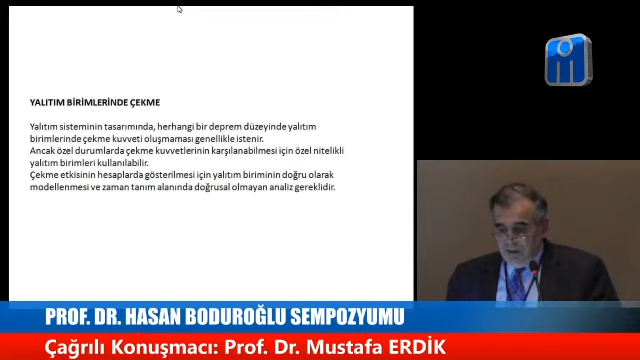 YALITIM BİRİMLERİNDE ÇEKME
Yalıtım sisteminin tasarımında, herhangi bir deprem düzeyinde yalıtım
birimlerinde çekme kuvveti oluşmaması genellikle istenir.
Ancak özel durumlarda çekme kuvvetlerinin karşılanabilmesi için özel nitelikli
yalıtım birimleri kullanılabilir.
Çekme etkisinin hesaplarda gösterilmesi için yalıtım biriminin doğru olarak
modellenmesi ve zaman tanım alanında doğrusal olmayan analiz gereklidir.
PROF. DR. HASAN BODUROĞLU SEMPOZYUMU
Çağrılı Konuşmacı: Prof. Dr. Mustafa ERDİK